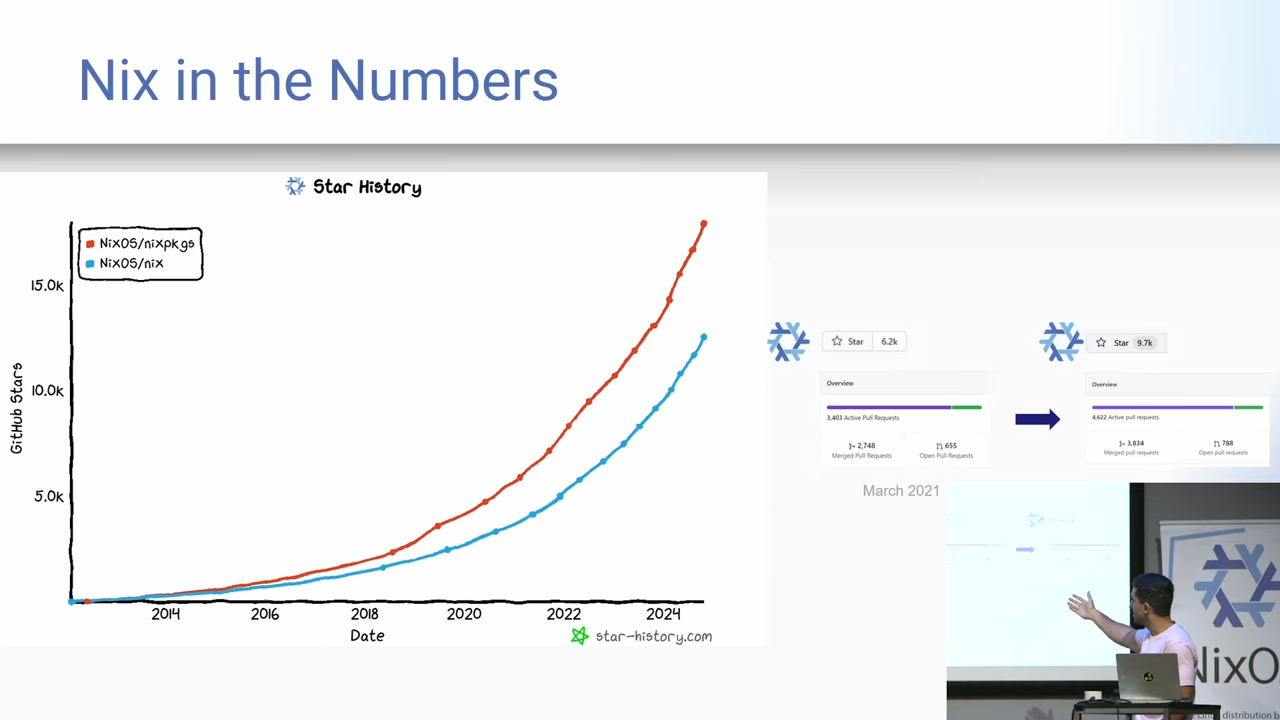 Nix in the Numbers
Star History
NixOS/nixpkgs
NixOS/nix
15.0k
10.0k
5.0k
GitHub Stars
2014
2016
2018
2020
2022
2024
Date
star-history.com
Star 6.2k
Overview
3,403 Active Pull Requests
2,748
Merged Pull Requests
655
Open Pull Requests
March 2021
Star 9.7k
Overview
4,622 Active pull requests
3,834
Merged pull requests
788
Open pull requests
NixO
Linux distribution b